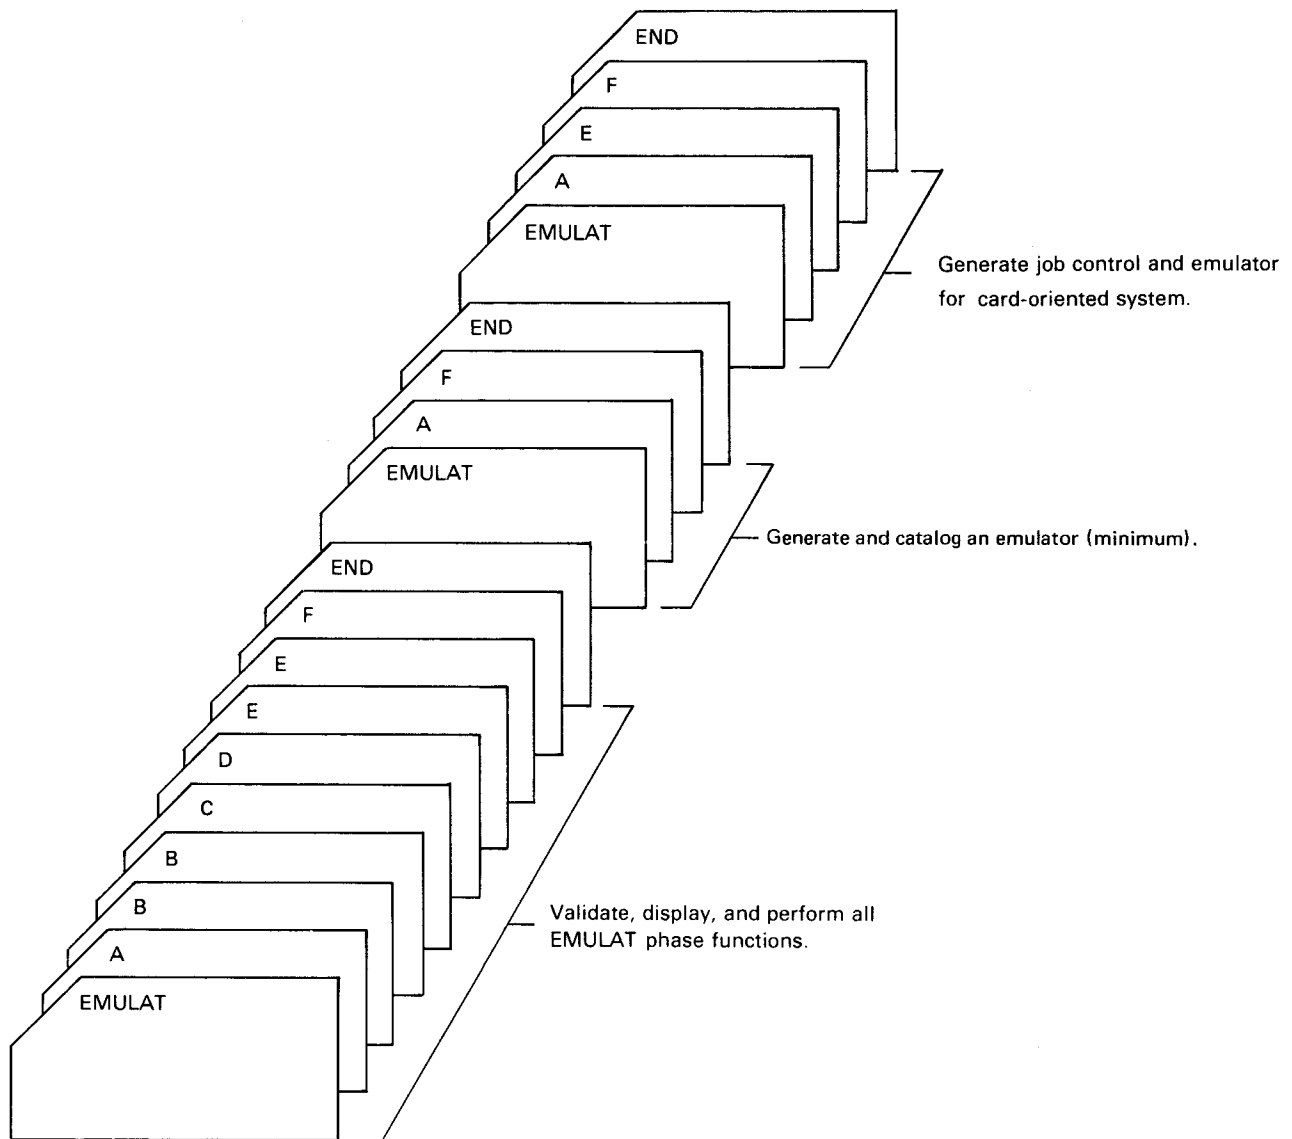 END
F
E
A
EMULAT
Generate job control and emulator
for card-oriented system.
END
F
A
EMULAT
Generate and catalog an emulator (minimum).
END
F
E
E
D
C
B
B
A
EMULAT
Validate, display, and perform all
EMULAT phase functions.